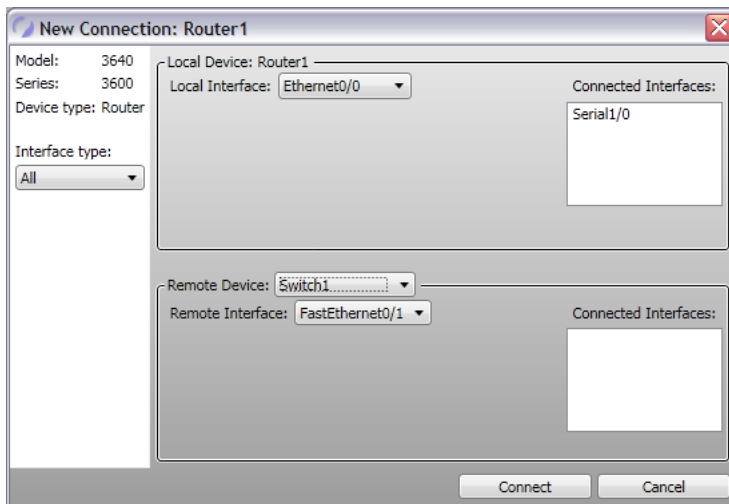 New Connection: Router1
Model: 3640
Series: 3600
Device type: Router
Interface type:
All
Local Device: Router1
Local Interface: Ethernet0/0
Connected Interfaces:
Serial1/0
Remote Device: Switch1
Remote Interface: FastEthernet0/1
Connected Interfaces:
Connect
Cancel